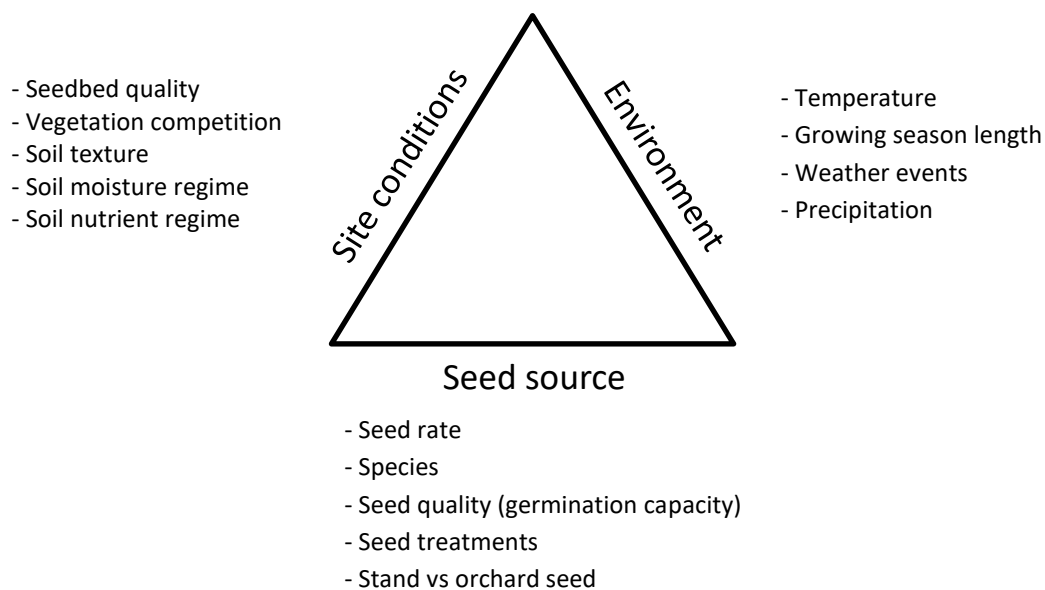 - Seedbed quality
- Vegetation competition
- Soil texture
- Soil moisture regime
- Soil nutrient regime
Site conditions
Environment
- Temperature
- Growing season length
- Weather events
- Precipitation
Seed source
- Seed rate
- Species
- Seed quality (germination capacity)
- Seed treatments
- Stand vs orchard seed